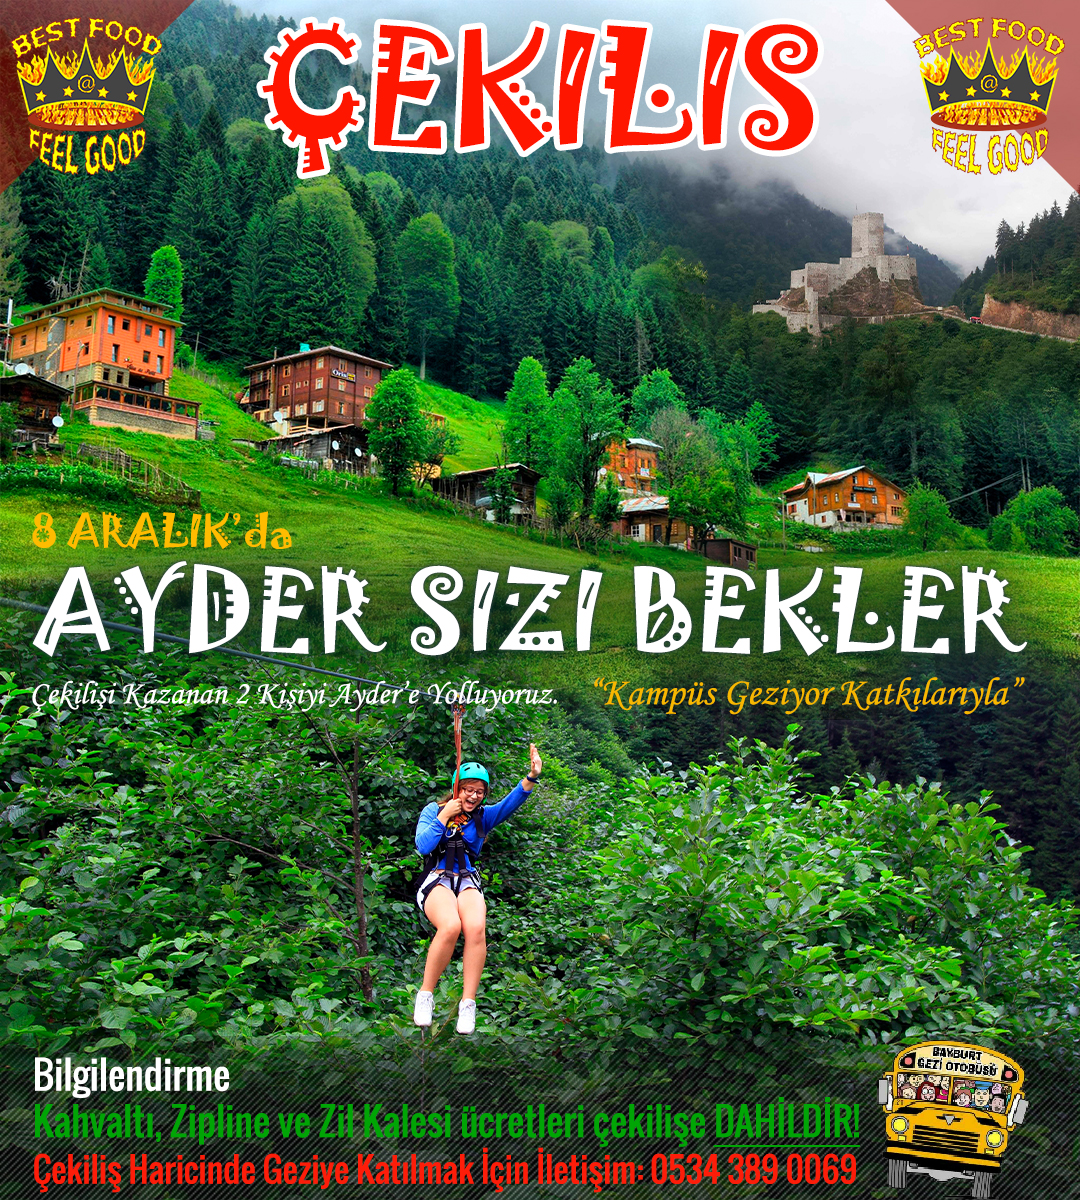 BEST FOOD
@
FEEL GOOD
ÇEKILIS
BEST FOOD
@
FEEL GOOD
8 ARALIK'da
AYDER SIZI BEKLER
Çekilişi Kazanan 2 Kişiyi Ayder'e Yolluyoruz. "Kampüs Geziyor Katkılarıyla"
Bilgilendirme
Kahvaltı, Zipline ve Zil Kalesi ücretleri çekilişe DAHİLDİR!
Çekiliş Haricinde Geziye Katılmak İçin İletişim: 0534 389 0069
BAYBURT
GEZİ OTOBÜSÜ